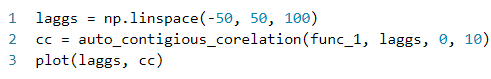 1 laggs = np.linspace(-50, 50, 100)
2 cc = auto_contigious_corelation(func_1, laggs, 0, 10)
3 plot(laggs, cc)